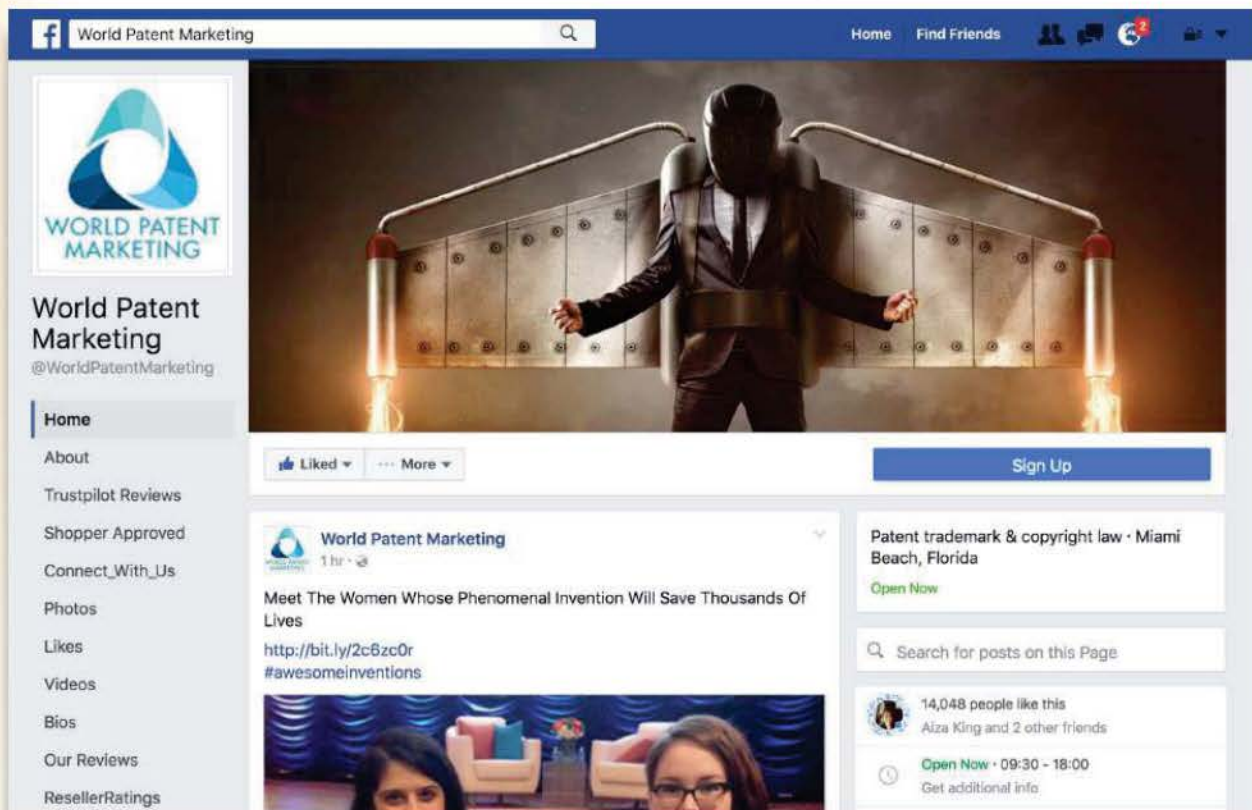 World Patent Marketing
Home Find Friends
2
WORLD PATENT
MARKETING
World Patent
Marketing
@WorldPatentMarketing
Home
About
Trustpilot Reviews
Shopper Approved
Connect_With_Us
Photos
Likes
Videos
Bios
Our Reviews
ResellerRatings
Liked
··· More
Sign Up
World Patent Marketing
1 hr ·
Meet The Women Whose Phenomenal Invention Will Save Thousands Of
Lives
http://bit.ly/2c6zc0r
#awesomeinventions
Patent trademark & copyright law · Miami
Beach, Florida
Open Now
Search for posts on this Page
14,048 people like this
Aiza King and 2 other friends
Open Now · 09:30 - 18:00
Get additional info